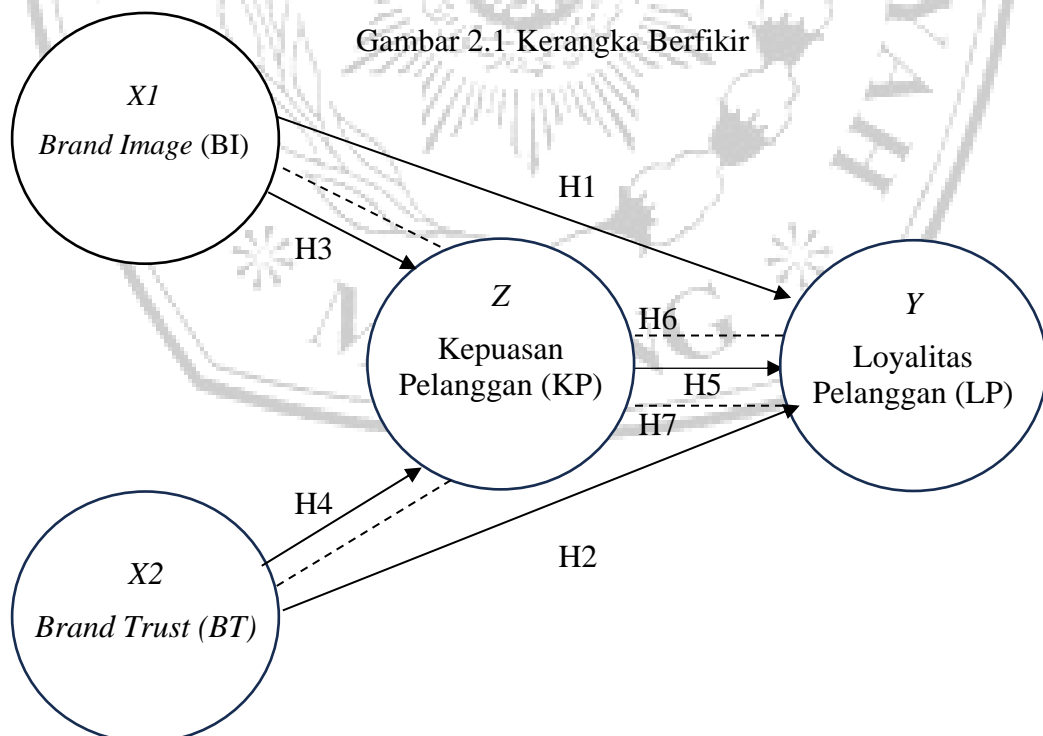 Gambar 2.1 Kerangka Berfikir
X1
Brand Image (BI)
H1
H3
Z
Kepuasan
Pelanggan (KP)
H6
H5
H7
Y
Loyalitas
Pelanggan (LP)
H4
H2
X2
Brand Trust (BT)